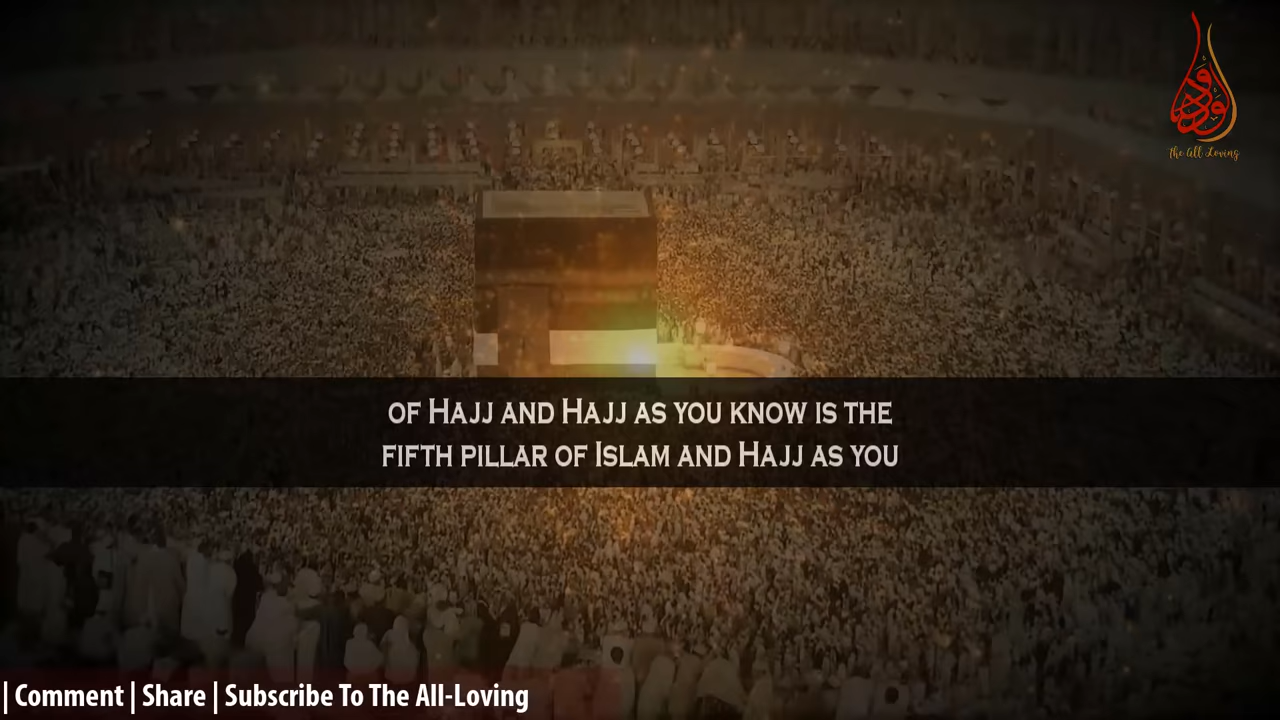 the All Loving
OF HAJJ AND HAJJ AS YOU KNOW IS THE
FIFTH PILLAR OF ISLAM AND HAJJ AS YOU
| Comment | Share | Subscribe To The All-Loving